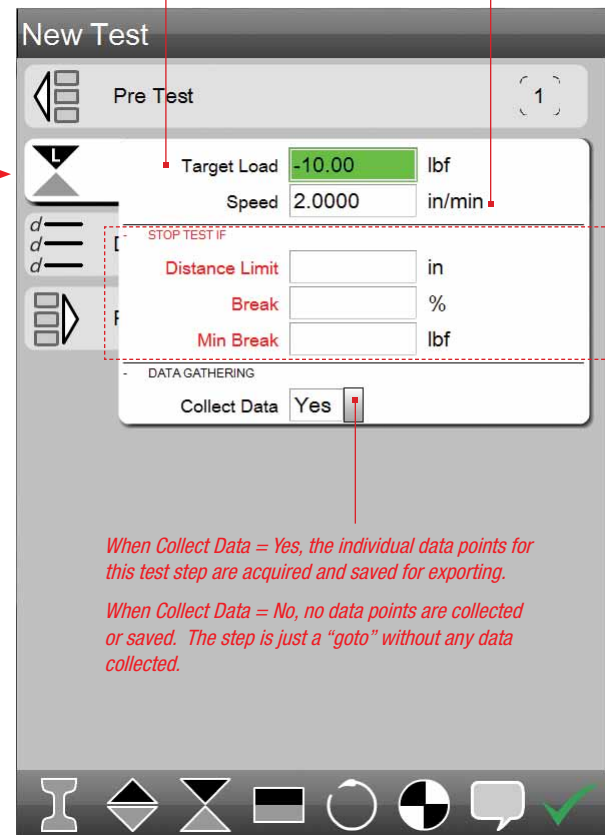 New Test
Pre Test
1
L
Target Load -10.00 lbf
Speed 2.0000 in/min
d
d
d
- STOP TEST IF
Distance Limit in
Break %
Min Break lbf
- DATA GATHERING
Collect Data Yes
When Collect Data = Yes, the individual data points for
this test step are acquired and saved for exporting.
When Collect Data = No, no data points are collected
or saved. The step is just a “goto” without any data
collected.